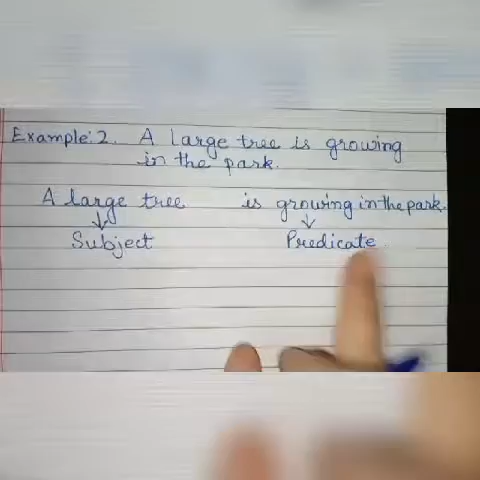 Example:2. A large tree is growing
in the park.
A large tree is growing in the park.
Subject Predicate